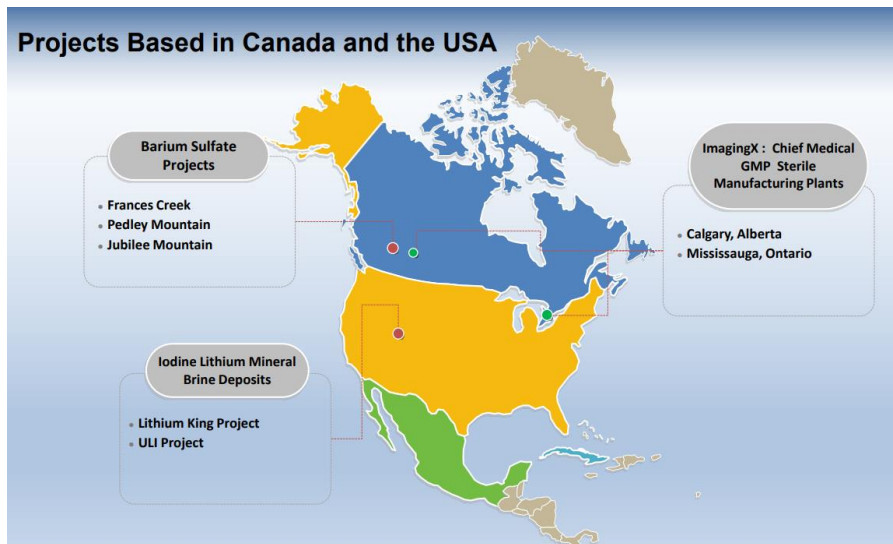 Projects Based in Canada and the USA
Barium Sulfate
Projects
• Frances Creek
• Pedley Mountain
• Jubilee Mountain
ImagingX : Chief Medical
GMP Sterile
Manufacturing Plants
• Calgary, Alberta
• Mississauga, Ontario
Iodine Lithium Mineral
Brine Deposits
• Lithium King Project
• ULI Project